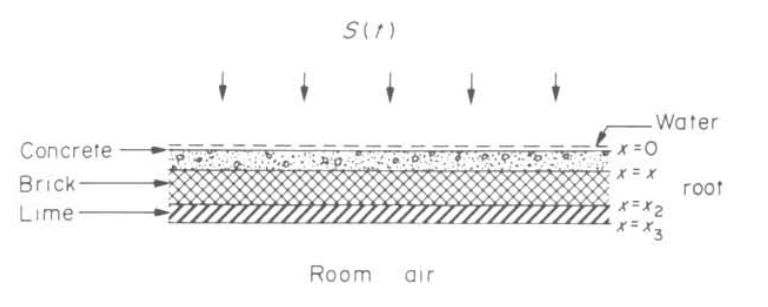 S(t)
Water
Concrete
x=0
x=x
Brick
root
x=x₂
Lime
x=x₃
Room air